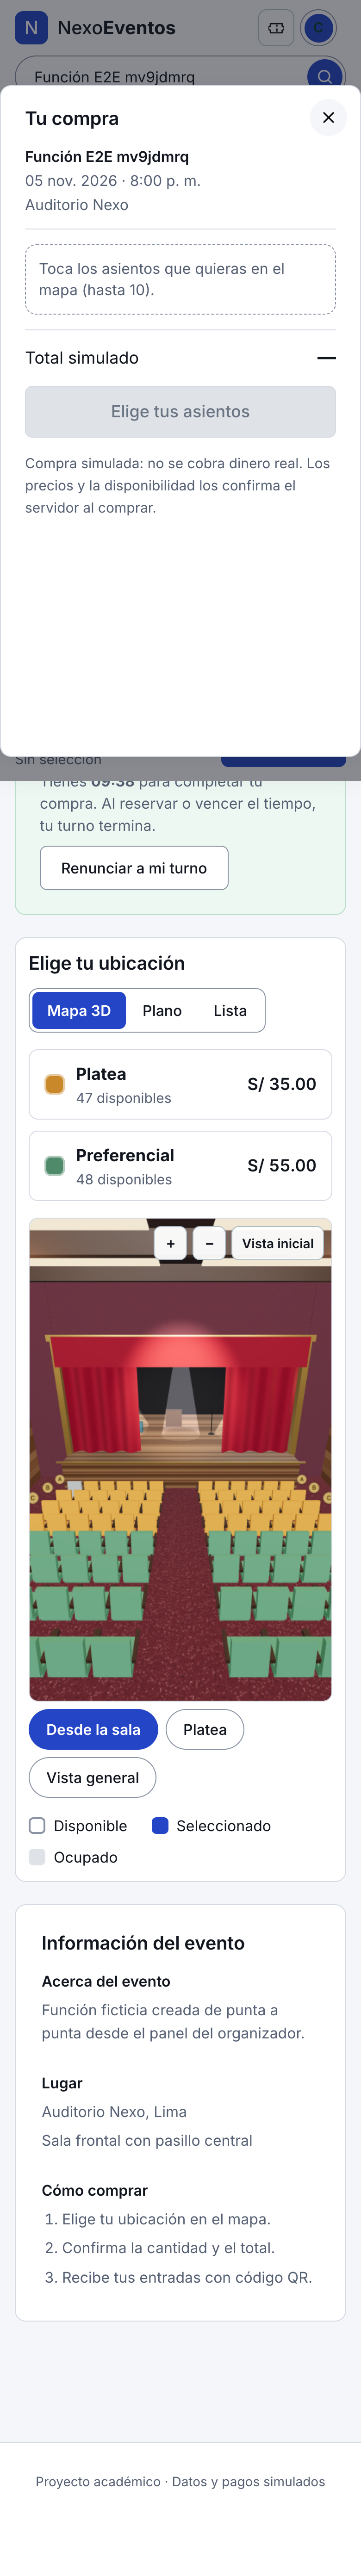 N NexoEventos
C
Función E2E mv9jdmrq
Tu compra
Función E2E mv9jdmrq
05 nov. 2026 · 8:00 p. m.
Auditorio Nexo
Toca los asientos que quieras en el
mapa (hasta 10).
Total simulado —
Elige tus asientos
Compra simulada: no se cobra dinero real. Los
precios y la disponibilidad los confirma el
servidor al comprar.
Sin selección
Tienes 09:38 para completar tu
compra. Al reservar o vencer el tiempo,
tu turno termina.
Renunciar a mi turno
Elige tu ubicación
Mapa 3D Plano Lista
Platea
47 disponibles
S/ 35.00
Preferencial
48 disponibles
S/ 55.00
+ − Vista inicial
A A
B B
C C
Desde la sala Platea
Vista general
Disponible Seleccionado
Ocupado
Información del evento
Acerca del evento
Función ficticia creada de punta a
punta desde el panel del organizador.
Lugar
Auditorio Nexo, Lima
Sala frontal con pasillo central
Cómo comprar
1. Elige tu ubicación en el mapa.
2. Confirma la cantidad y el total.
3. Recibe tus entradas con código QR.
Proyecto académico · Datos y pagos simulados